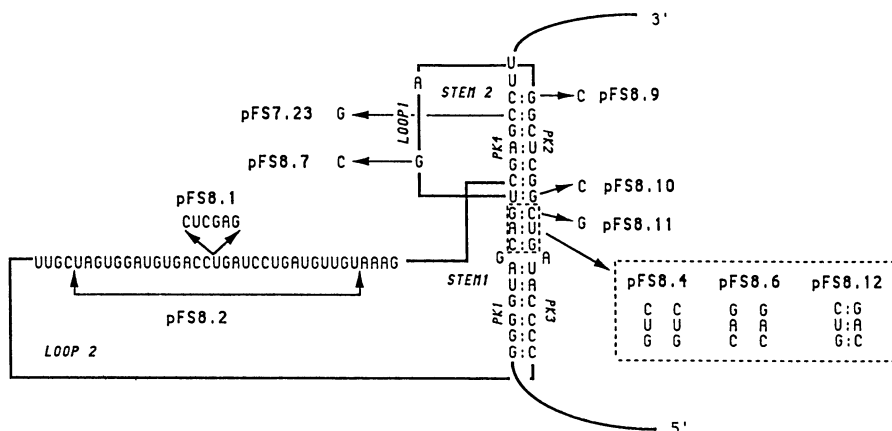 3'
U
U
A
STEM 2
C:G
C pFS8.9
pFS7.23 G
LOOP1
C:G
G:C
A:U
PK4
PK2
G:C
pFS8.7 C
G
C:G
U:G
C pFS8.10
pFS8.1
CUCGAG
G:C
A:U
C:G
G pFS8.11
UUGCUAGUGGAUGUGACCUGAUCCUGAUGUUGUAAAG
G
A
STEM1
A:U
U:A
G:C
G:C
G:C
G:C
PK1
PK3
pFS8.2
LOOP 2
pFS8.4 pFS8.6 pFS8.12
C C G G C:G
U U A A U:A
G G C C G:C
5'